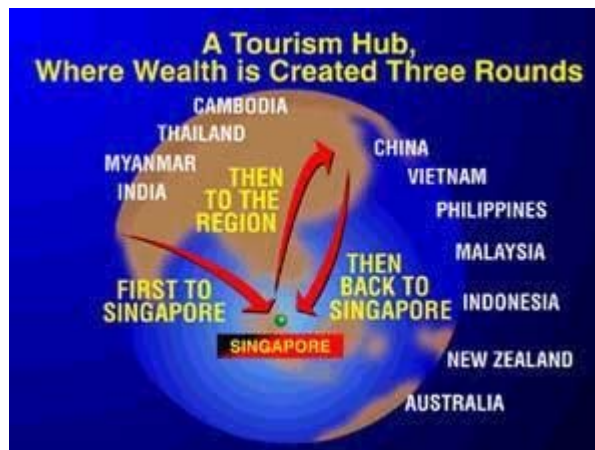 A Tourism Hub,
Where Wealth is Created Three Rounds
CAMBODIA
THAILAND
MYANMAR
INDIA
THEN
TO THE
REGION
CHINA
VIETNAM
PHILIPPINES
MALAYSIA
INDONESIA
NEW ZEALAND
AUSTRALIA
FIRST TO
SINGAPORE
THEN
BACK TO
SINGAPORE
SINGAPORE